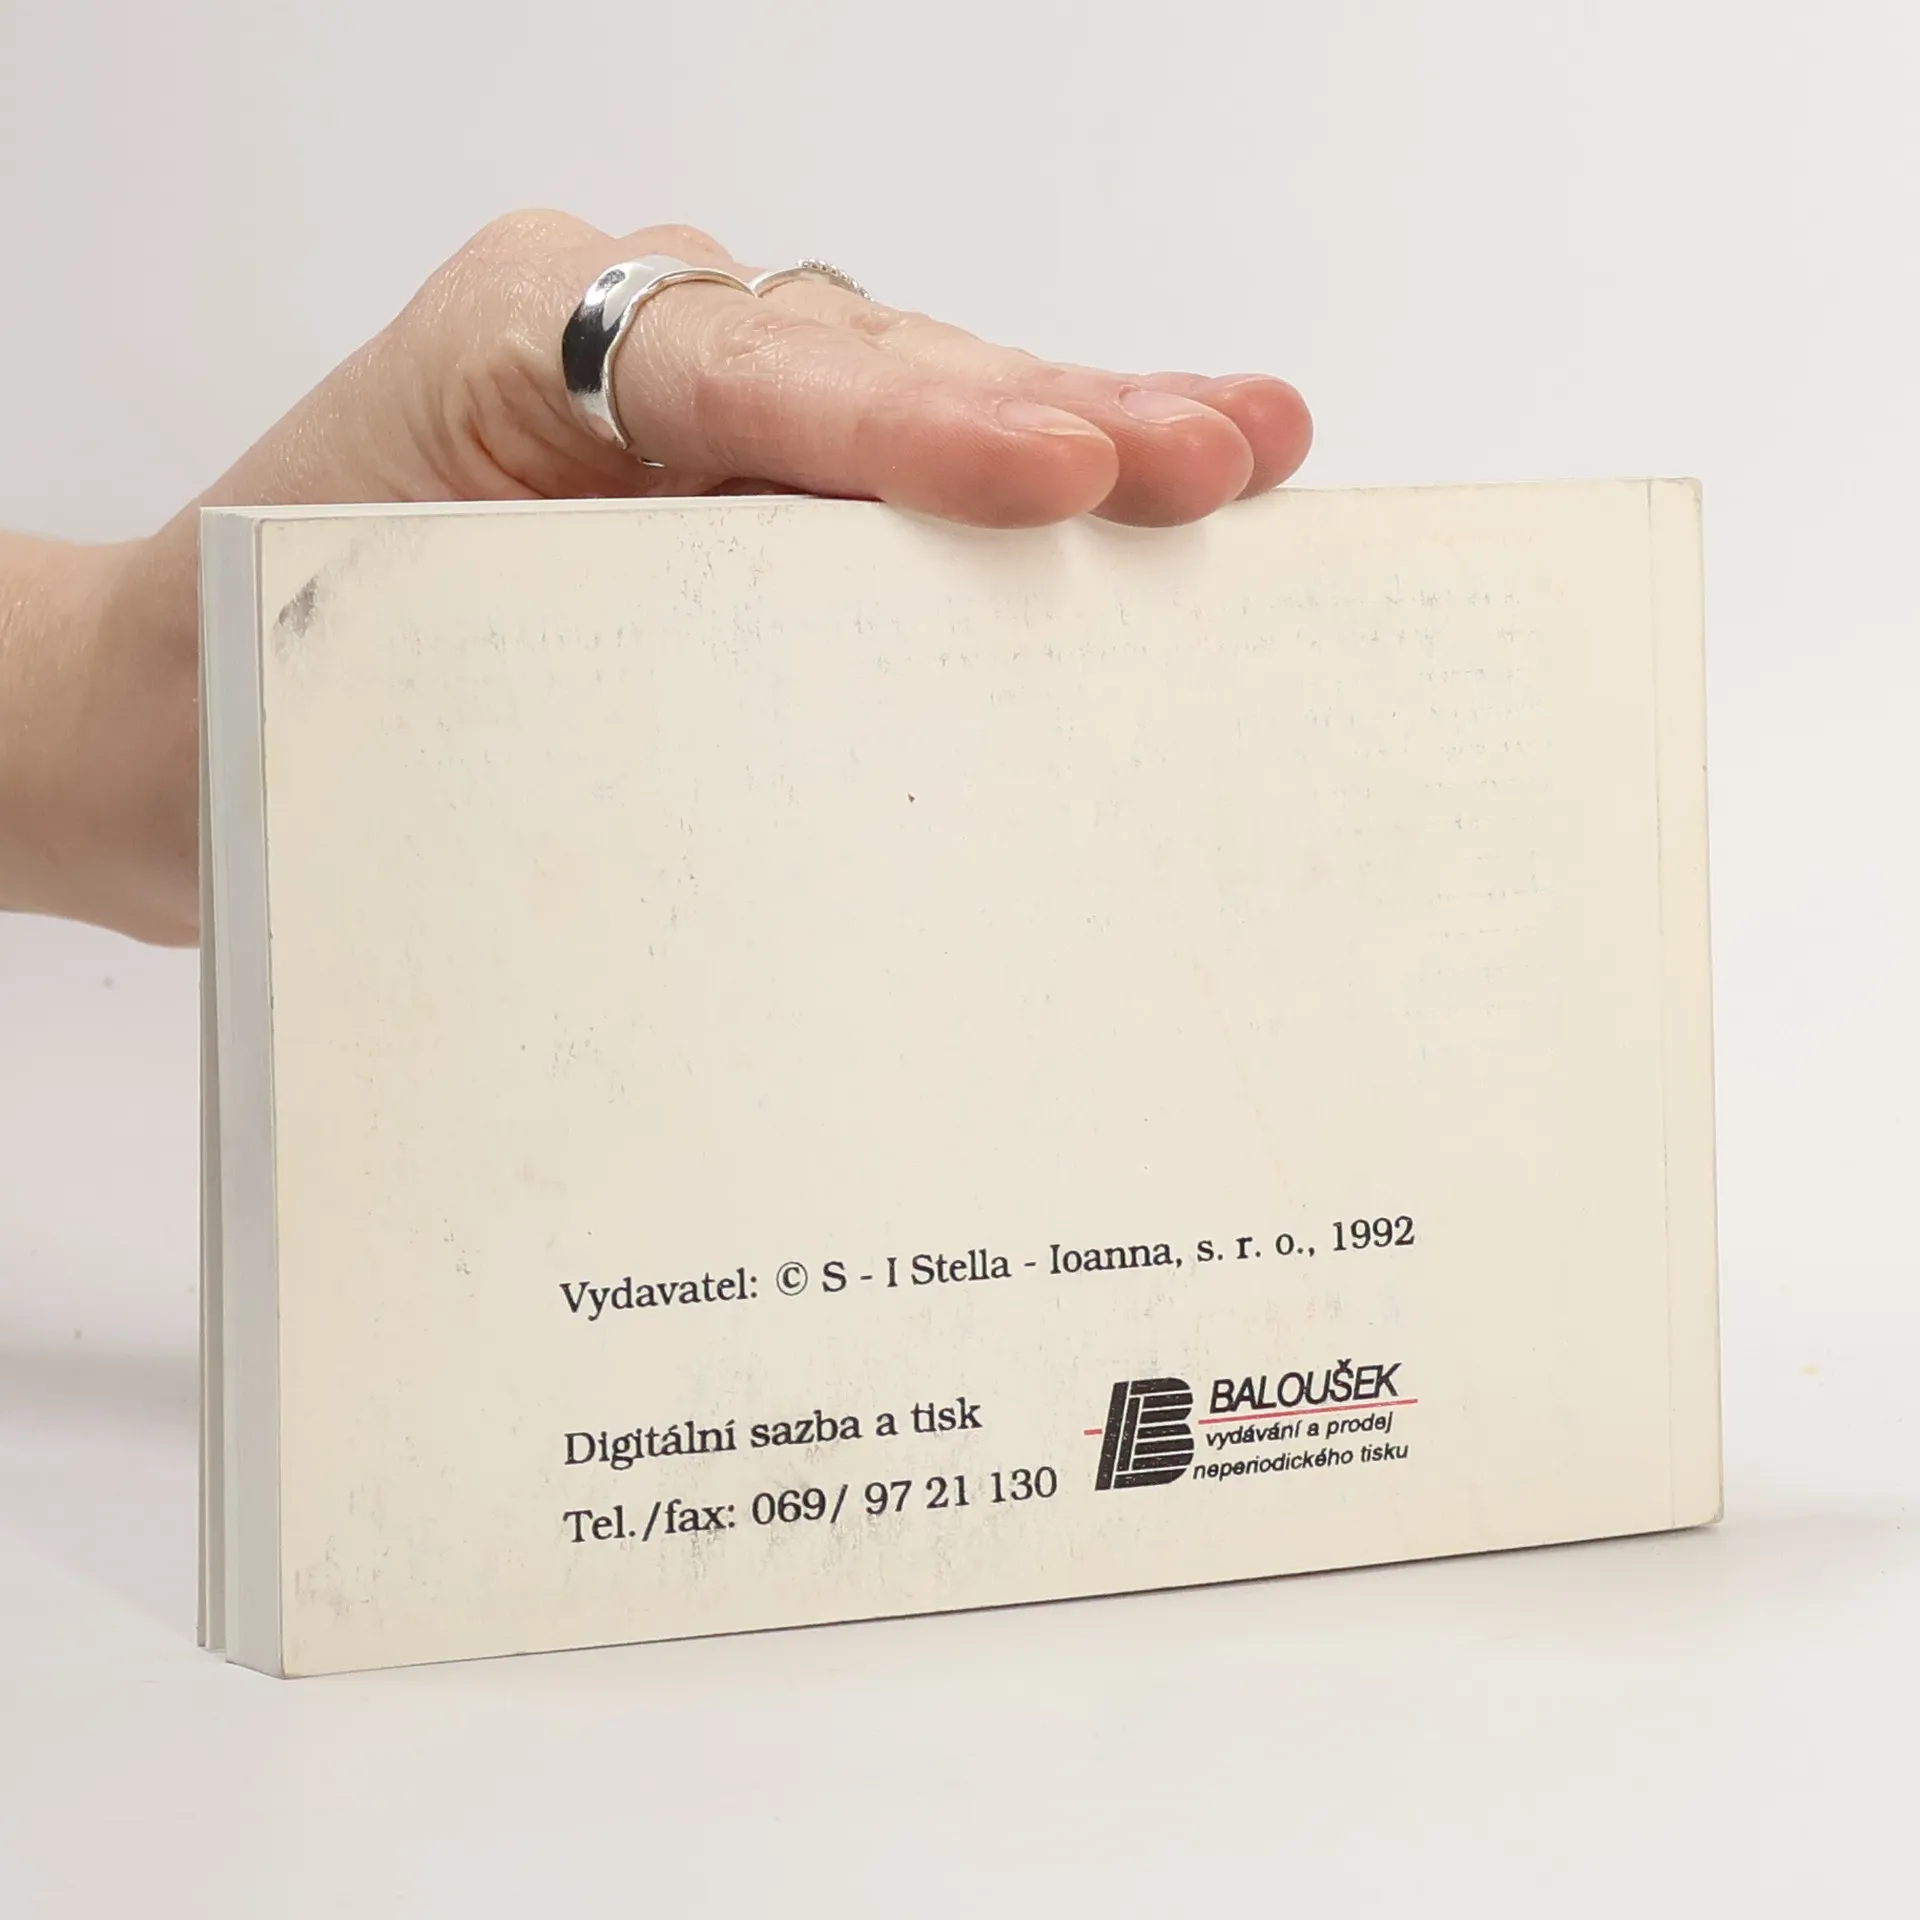 Vydavatel: © S - I Stella - Ioanna, s. r. o., 1992
Digitální sazba a tisk
Tel./fax: 069/ 97 21 130
BALOUŠEK
vydávání a prodej
neperiodického tisku